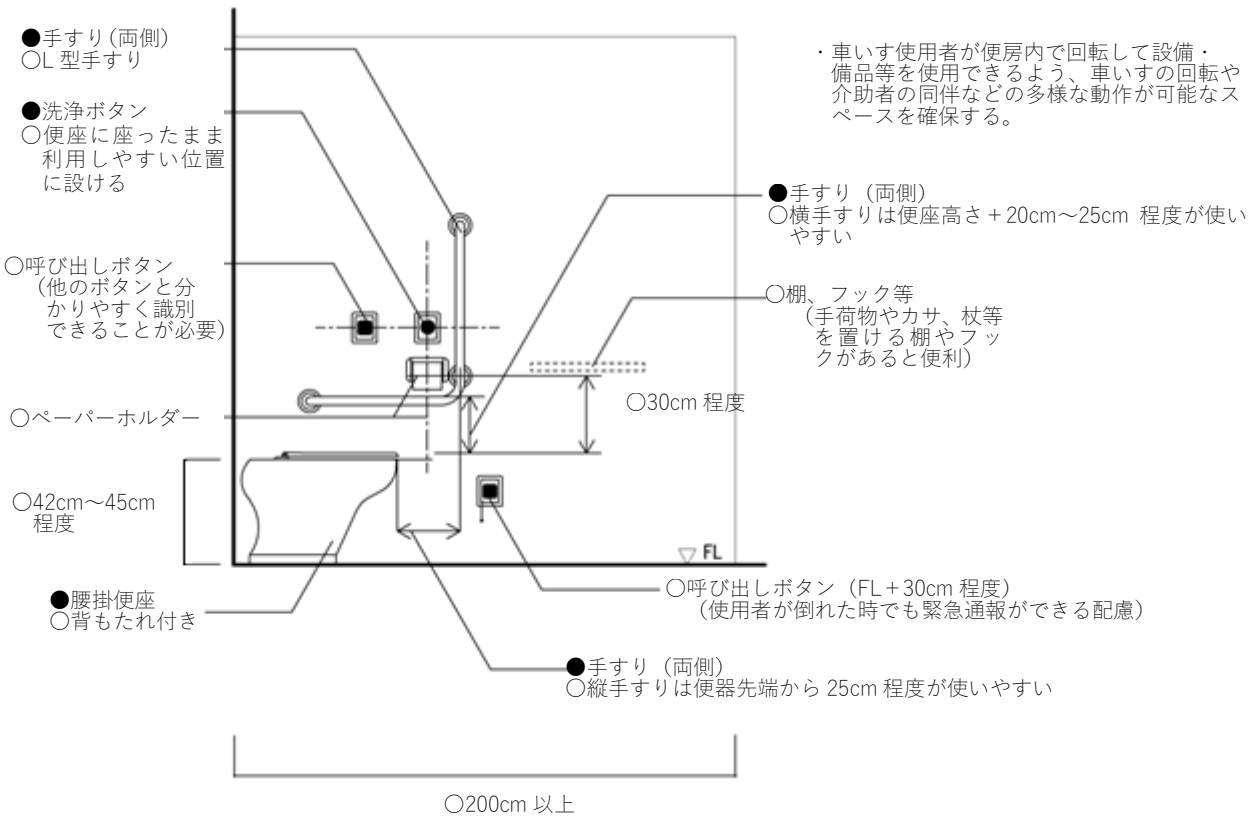 ●手すり(両側)
○L 型手すり
●洗浄ボタン
○便座に座ったまま
利用しやすい位置
に設ける
○呼び出しボタン
(他のボタンと分
かりやすく識別
できることが必要)
○ペーパーホルダー
○42cm～45cm
程度
●腰掛便座
○背もたれ付き
・車いす使用者が便房内で回転して設備・
備品等を使用できるよう、車いすの回転や
介助者の同伴などの多様な動作が可能なス
ペースを確保する。
●手すり（両側）
○横手すりは便座高さ＋20cm～25cm 程度が使い
やすい
○棚、フック等
(手荷物やカサ、杖等
を置ける棚やフッ
クがあると便利)
○30cm 程度
▽ FL
○呼び出しボタン（FL＋30cm 程度）
(使用者が倒れた時でも緊急通報ができる配慮)
●手すり（両側）
○縦手すりは便器先端から 25cm 程度が使いやすい
○200cm 以上